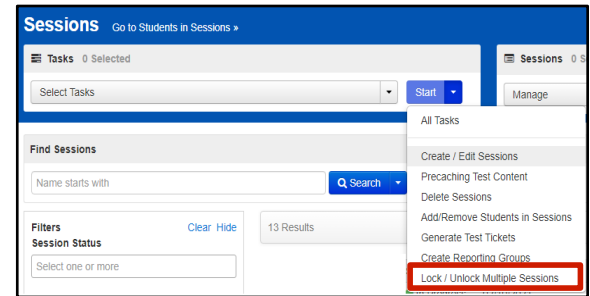 Sessions Go to Students in Sessions »
Tasks 0 Selected
Sessions 0 S
Select Tasks
Start
Manage
All Tasks
Find Sessions
Create / Edit Sessions
Name starts with
Search
Precaching Test Content
Delete Sessions
Add/Remove Students in Sessions
Filters
Clear Hide
13 Results
Generate Test Tickets
Session Status
Create Reporting Groups
Select one or more
Lock / Unlock Multiple Sessions